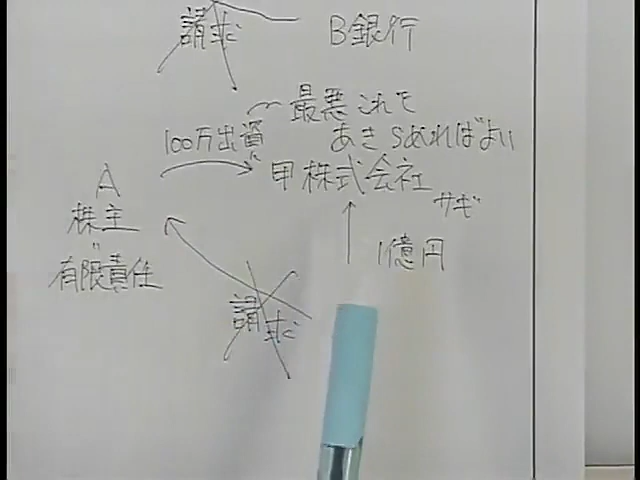 請求 B銀行
最悪これで
あきらめればよい
100万出資
甲株式会社
サギ
A
株主
"
有限責任
1億円
請求